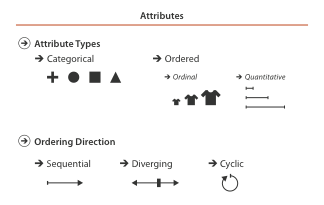 Attributes
Attribute Types
Categorical
Ordered
Ordinal
Quantitative
Ordering Direction
Sequential
Diverging
Cyclic